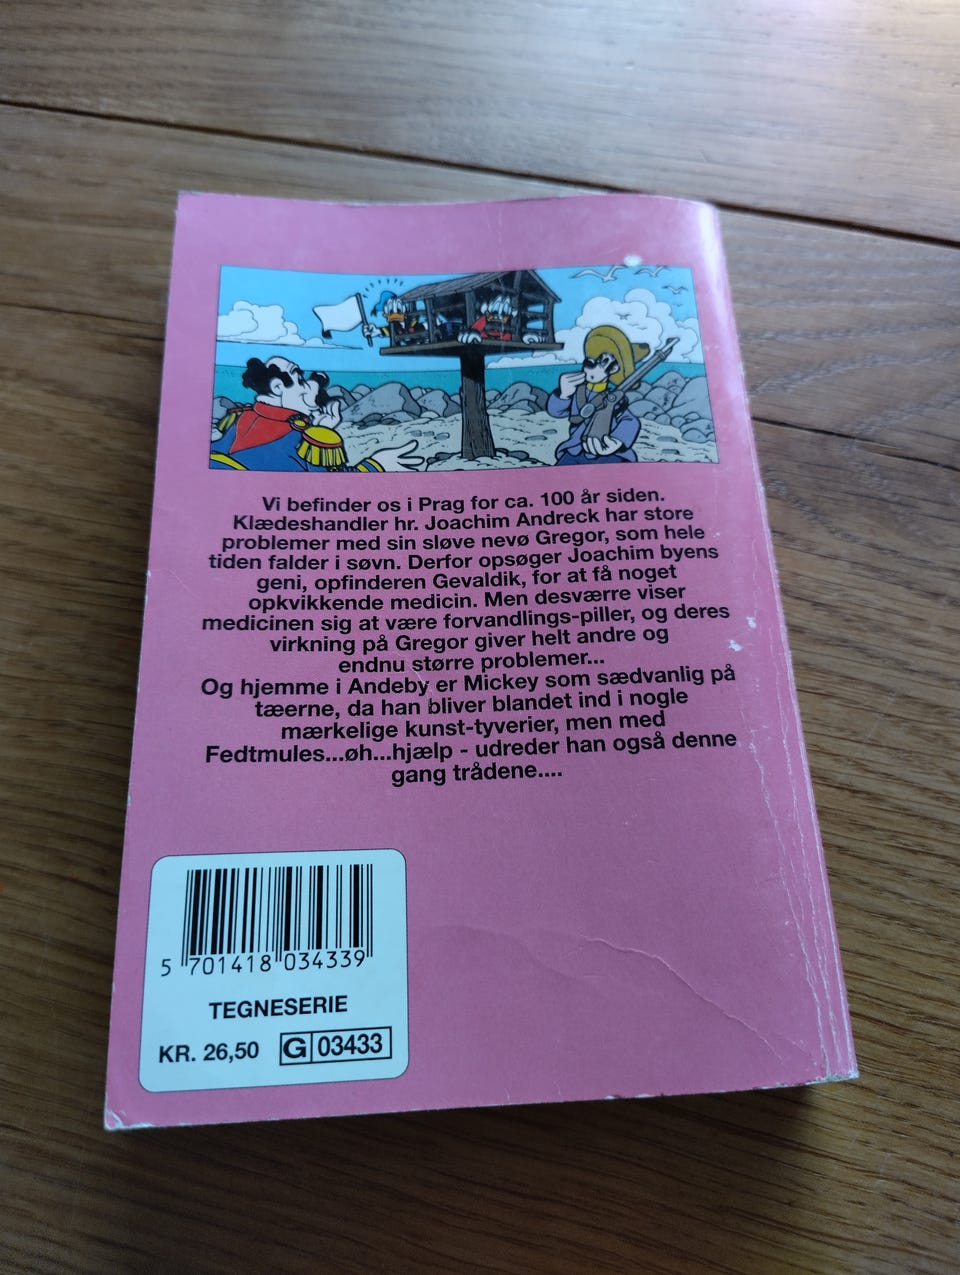 Vi befinder os i Prag for ca. 100 år siden.
Klædeshandler hr. Joachim Andreck har store
problemer med sin sløve nevø Gregor, som hele
tiden falder i søvn. Derfor opsøger Joachim byens
geni, opfinderen Gevaldik, for at få noget
opkvikkende medicin. Men desværre viser
medicinen sig at være forvandlings-piller, og deres
virkning på Gregor giver helt andre og
endnu større problemer...
Og hjemme i Andeby er Mickey som sædvanlig på
tæerne, da han bliver blandet ind i nogle
mærkelige kunst-tyverier, men med
Fedtmules...øh...hjælp - udreder han også denne
gang trådene....
5 701418 034339
TEGNESERIE
KR. 26,50 G 03433